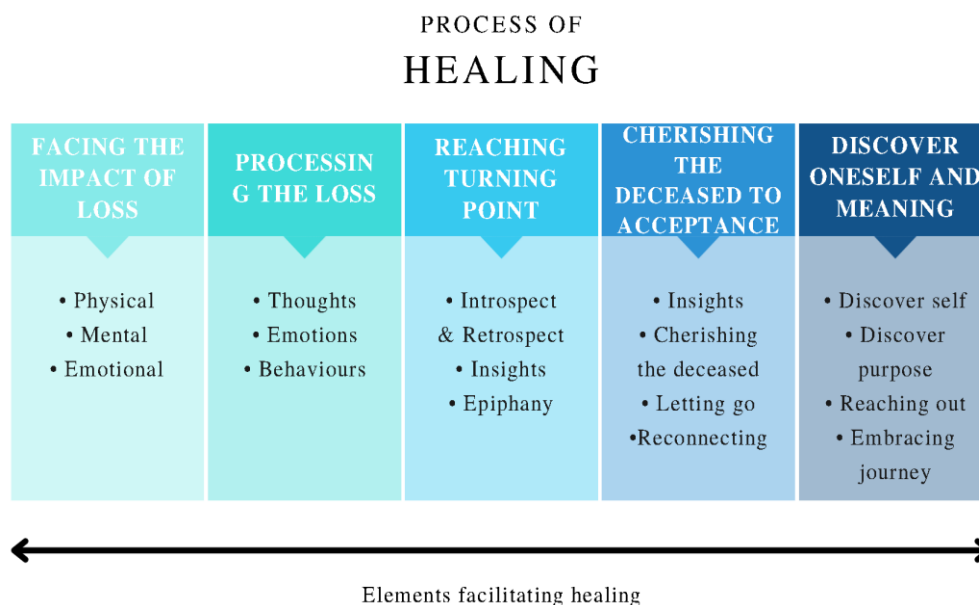 PROCESS OF
HEALING
FACING THE
IMPACT OF
LOSS
• Physical
• Mental
• Emotional
PROCESSIN
G THE LOSS
• Thoughts
• Emotions
• Behaviours
REACHING
TURNING
POINT
• Introspect
& Retrospect
• Insights
• Epiphany
CHERISHING
THE
DECEASED TO
ACCEPTANCE
• Insights
• Cherishing
the deceased
• Letting go
•Reconnecting
DISCOVER
ONESELF AND
MEANING
• Discover self
• Discover
purpose
• Reaching out
• Embracing
journey
Elements facilitating healing